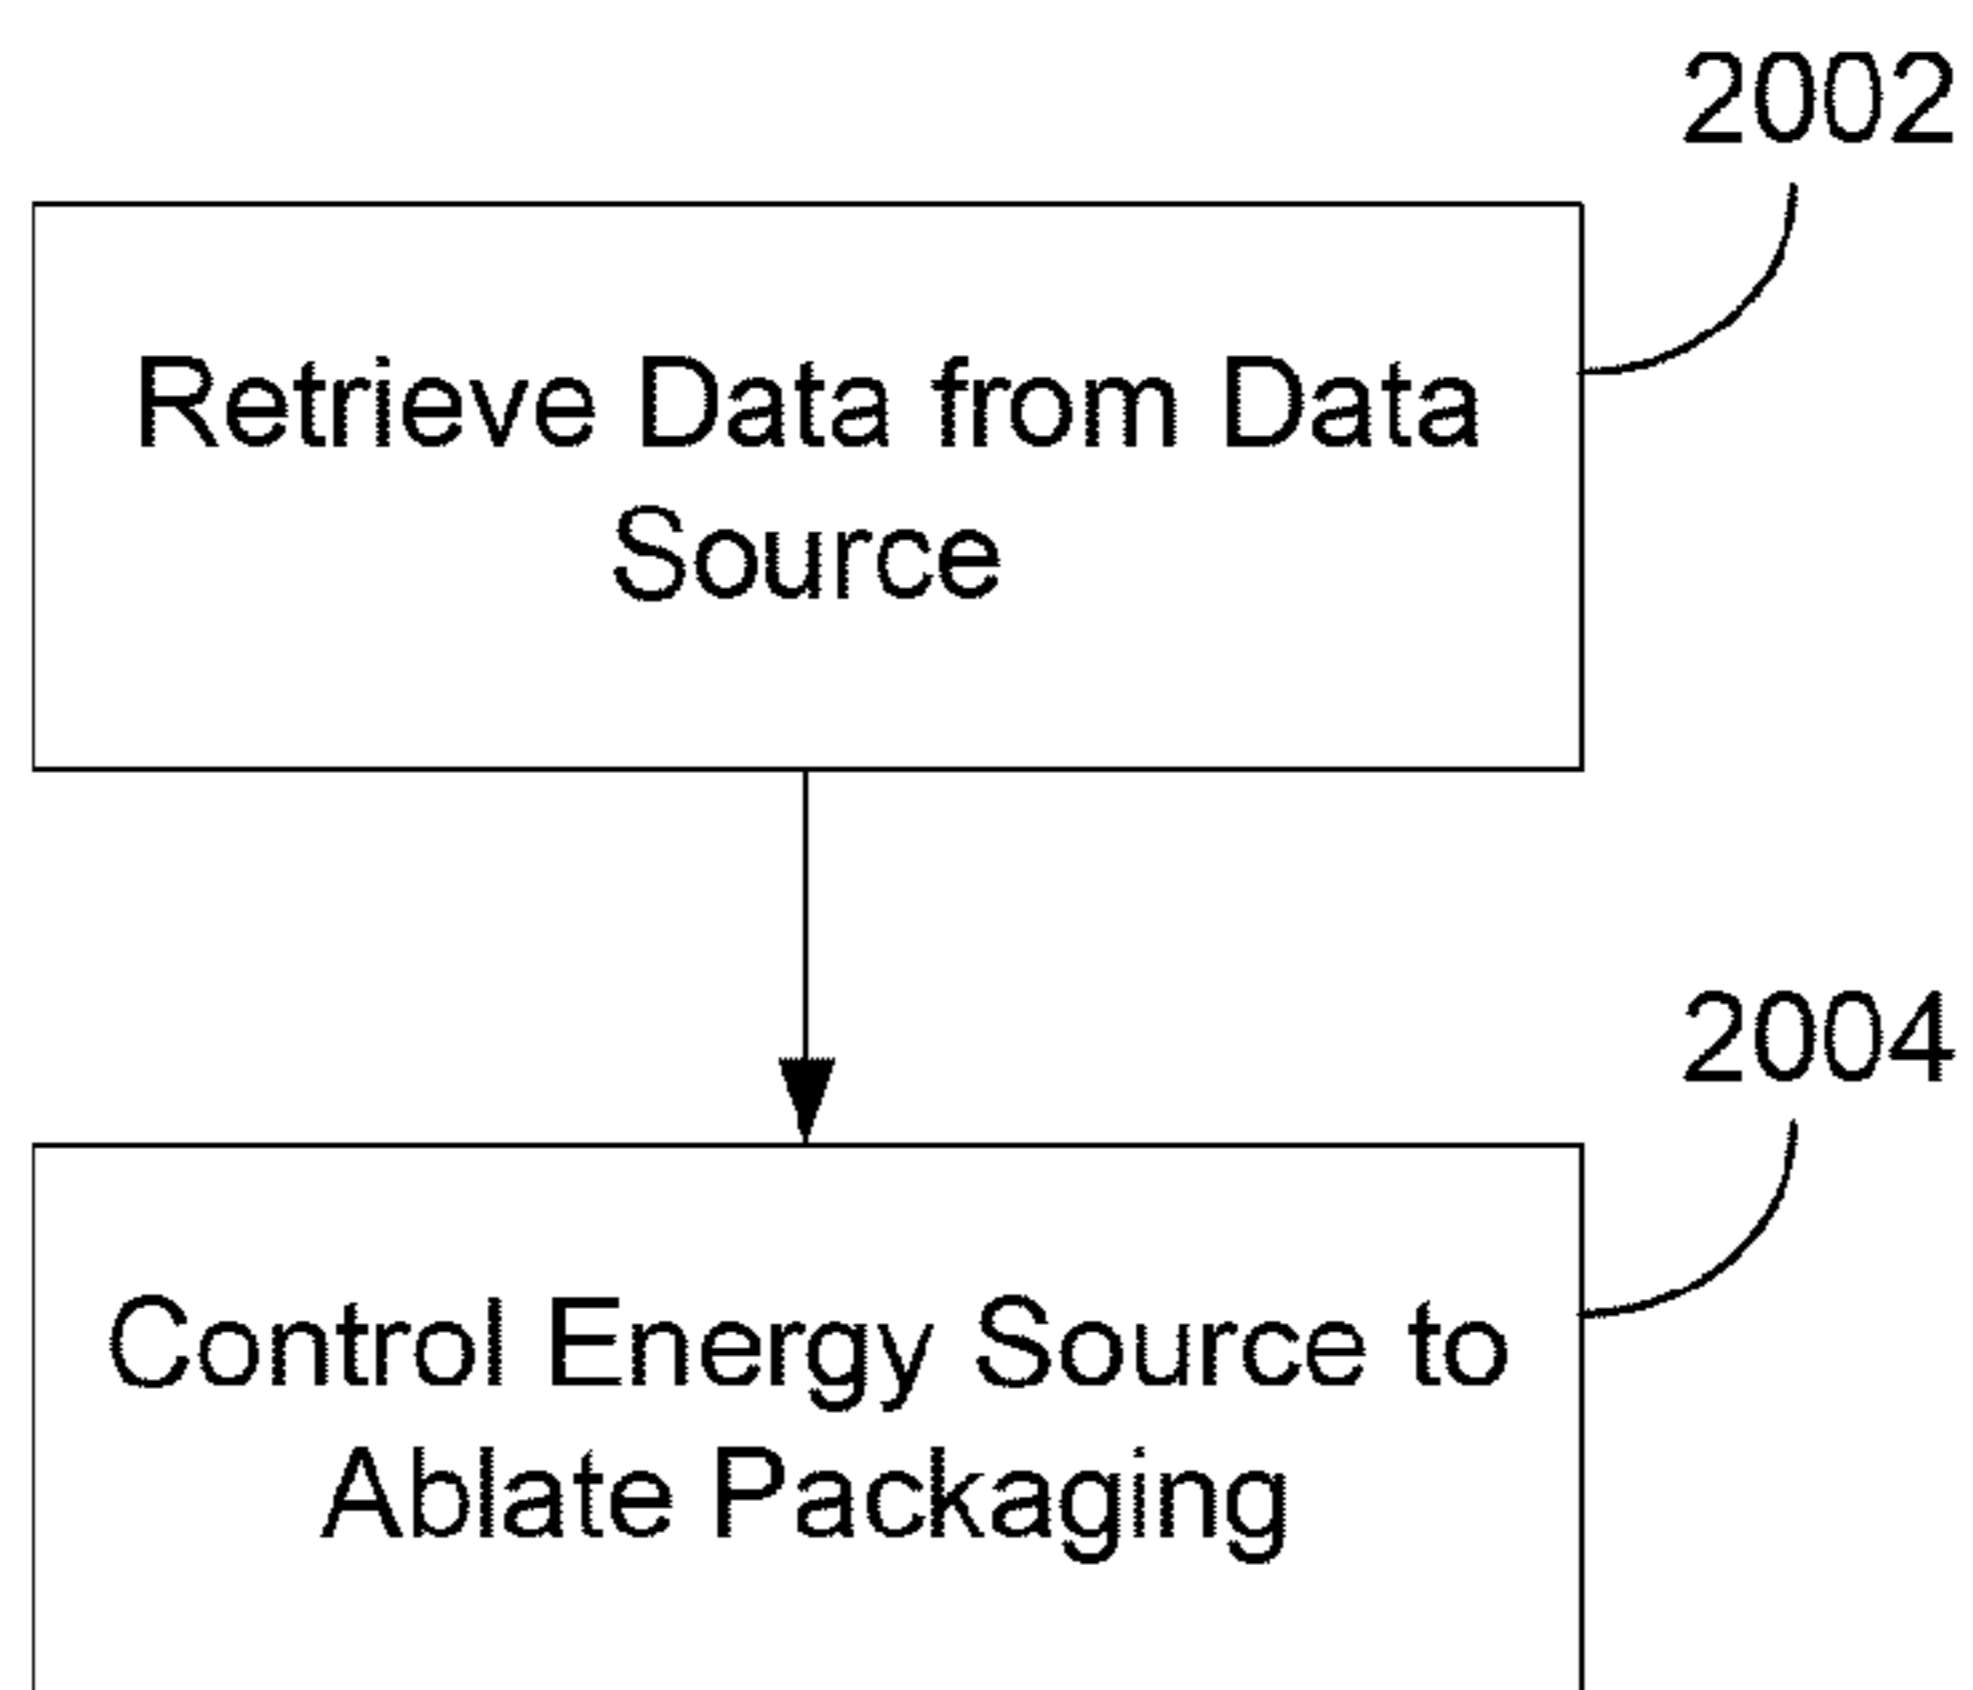 2002
Retrieve Data from Data
Source
2004
Control Energy Source to
Ablate Packaging